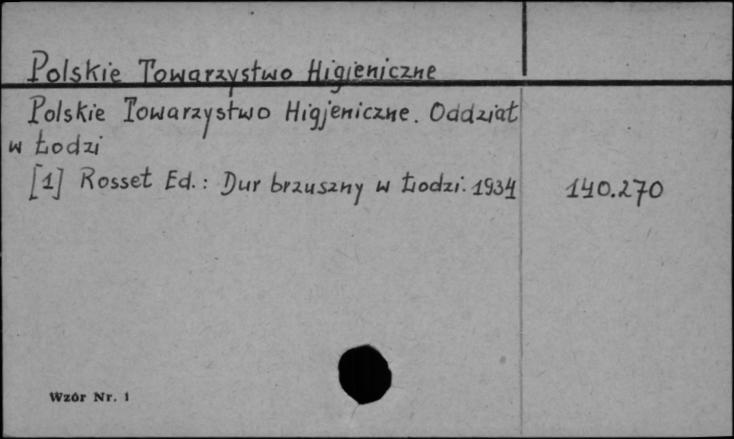 Polskie Towarzystwo Higieniczne
Polskie Towarzystwo Higjeniczne. Oddział
w Łodzi
[1] Rosset Ed.: Dur brzuszny w Łodzi. 1934 140.270
Wzór Nr. 1